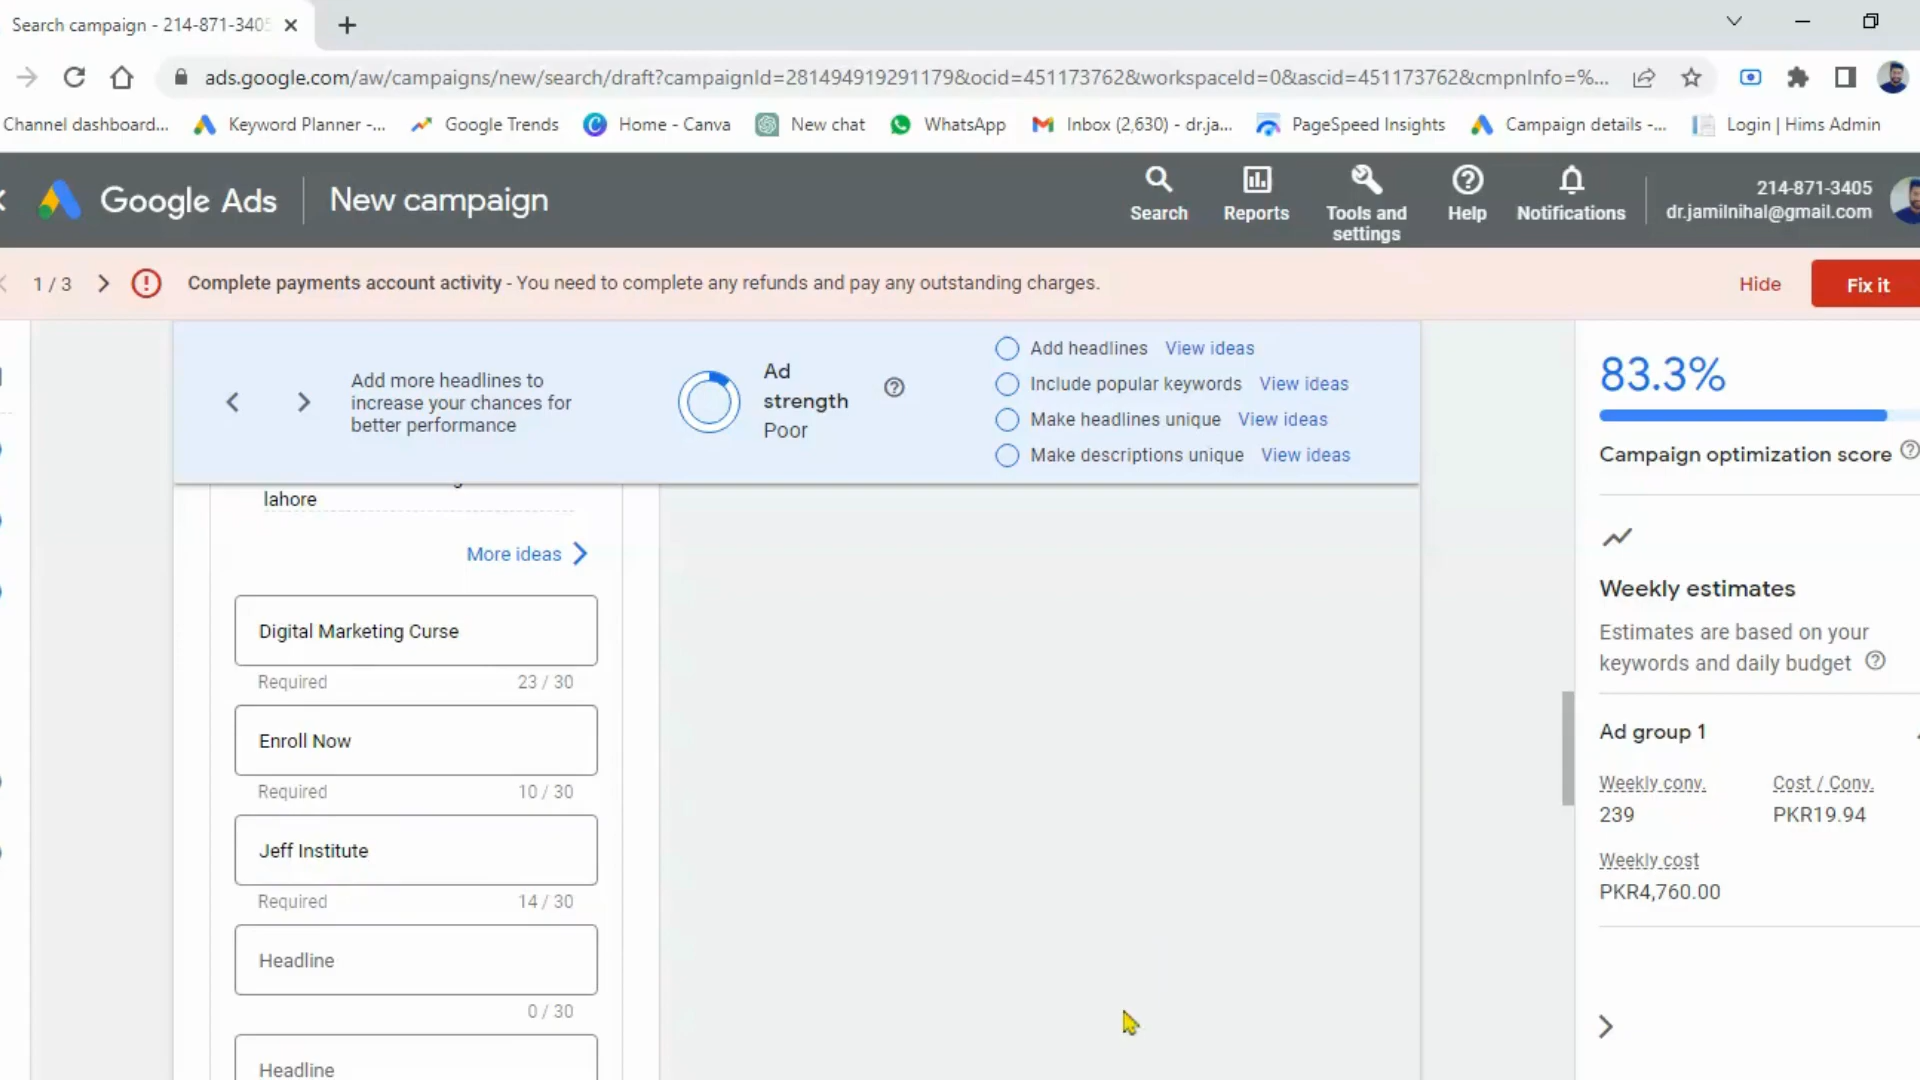 Search campaign - 214-871-3405
ads.google.com/aw/campaigns/new/search/draft?campaignId=281494919291179&ocid=451173762&workspaceId=0&ascid=451173762&cmpnInfo=%...
Channel dashboard...
Keyword Planner -...
Google Trends
Home - Canva
New chat
WhatsApp
Inbox (2,630) - dr.ja...
PageSpeed Insights
Campaign details -...
Login | Hims Admin
Google Ads
New campaign
Search
Reports
Tools and
settings
Help
Notifications
214-871-3405
dr.jamilnihal@gmail.com
1 / 3
Complete payments account activity - You need to complete any refunds and pay any outstanding charges.
Hide
Fix it
Add more headlines to
increase your chances for
better performance
Ad
strength
Poor
Add headlines View ideas
Include popular keywords View ideas
Make headlines unique View ideas
Make descriptions unique View ideas
lahore
More ideas
Digital Marketing Curse
Required 23 / 30
Enroll Now
Required 10 / 30
Jeff Institute
Required 14 / 30
Headline
0 / 30
Headline
83.3%
Campaign optimization score
Weekly estimates
Estimates are based on your
keywords and daily budget
Ad group 1
Weekly conv. Cost / Conv.
239 PKR19.94
Weekly cost
PKR4,760.00